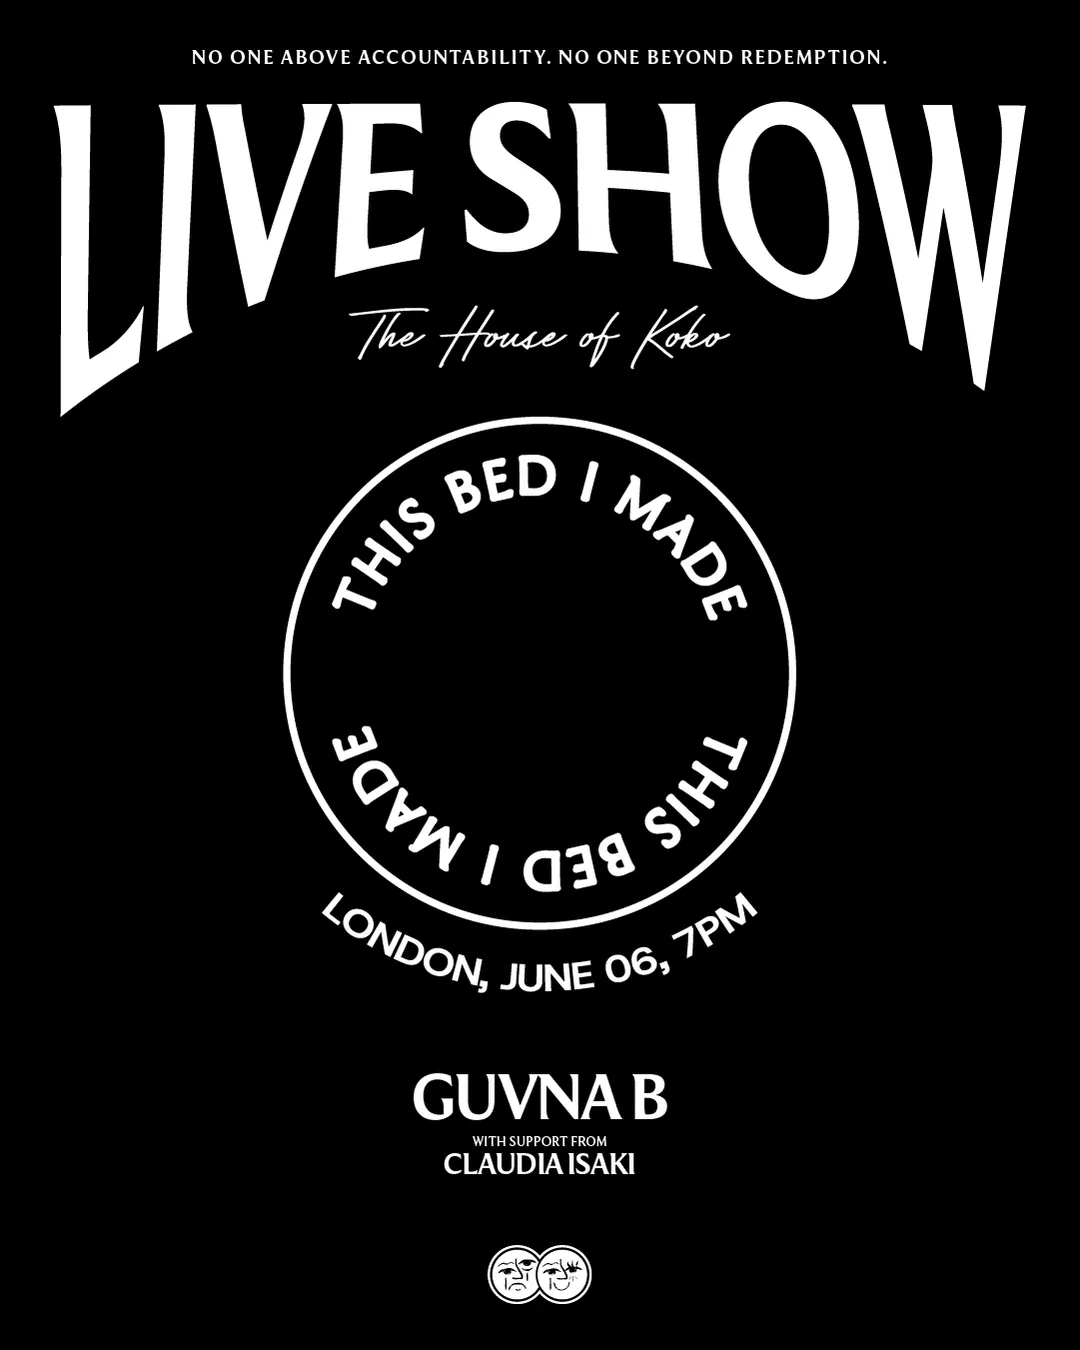 NO ONE ABOVE ACCOUNTABILITY. NO ONE BEYOND REDEMPTION.
LIVE SHOW
The House of Koko
THIS BED I MADE
THIS BED I MADE
LONDON, JUNE 06, 7PM
GUVNA B
WITH SUPPORT FROM
CLAUDIA ISAKI